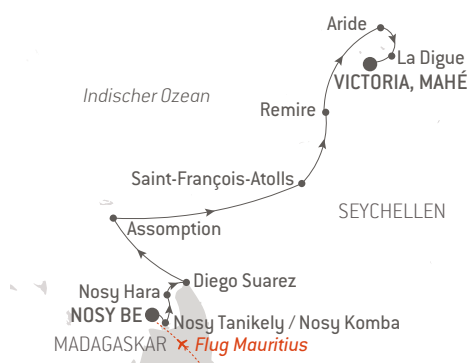 Aride
La Digue
VICTORIA, MAHÉ
Indischer Ozean
Remire
Saint-François-Atolls
SEYCHELLEN
Assomption
Diego Suarez
Nosy Hara
NOSY BE
Nosy Tanikely / Nosy Komba
MADAGASKAR
Flug Mauritius